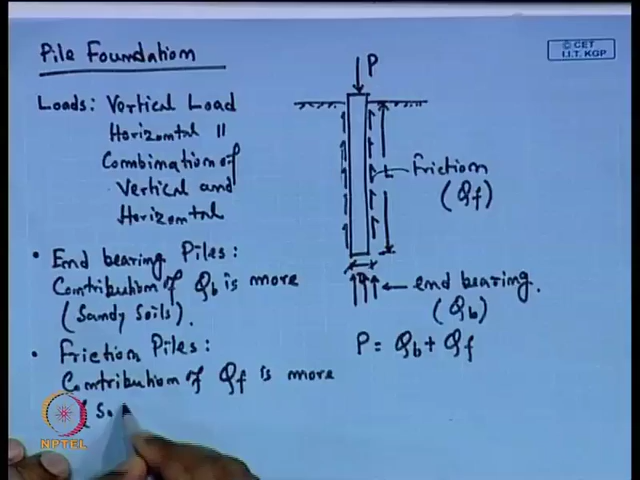 Pile Foundation
© CET
I.I.T. KGP
Loads: Vertical Load
Horizontal "
Combination of
Vertical and
Horizontal
P
L
Friction
(Qf)
• End bearing Piles:
Contribution of Qb is more
(Sandy Soils).
end bearing.
(Qb)
P = Qb + Qf
• Friction Piles:
Contribution of Qf is more
(So
NPTEL